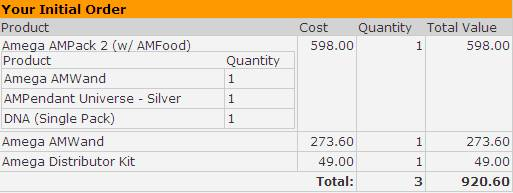 Your Initial Order
Product Cost Quantity Total Value
Amega AMPack 2 (w/ AMFood) 598.00 1 598.00
Product Quantity
Amega AMWand 1
AMPendant Universe - Silver 1
DNA (Single Pack) 1
Amega AMWand 273.60 1 273.60
Amega Distributor Kit 49.00 1 49.00
Total: 3 920.60